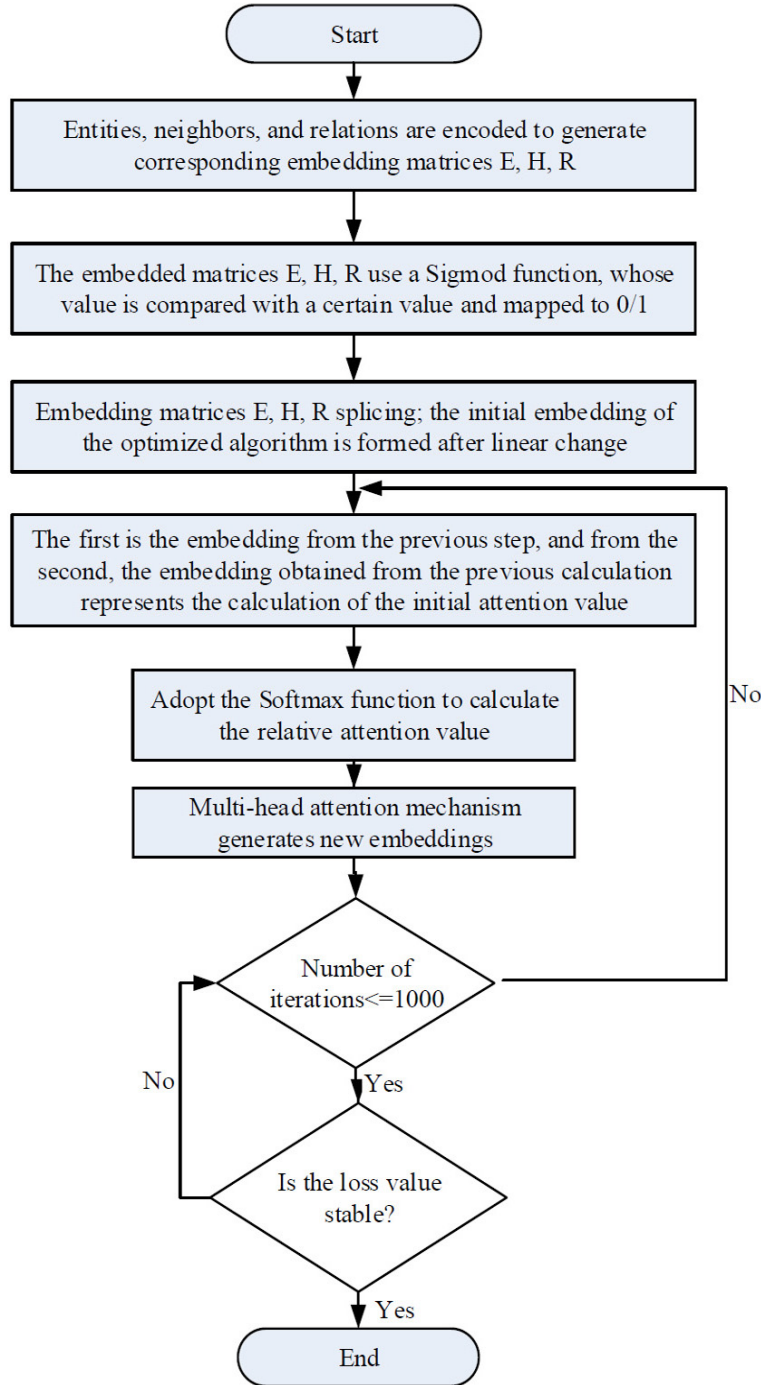 Start
Entities, neighbors, and relations are encoded to generate
corresponding embedding matrices E, H, R
The embedded matrices E, H, R use a Sigmod function, whose
value is compared with a certain value and mapped to 0/1
Embedding matrices E, H, R splicing; the initial embedding of
the optimized algorithm is formed after linear change
The first is the embedding from the previous step, and from the
second, the embedding obtained from the previous calculation
represents the calculation of the initial attention value
Adopt the Softmax function to calculate
the relative attention value
No
Multi-head attention mechanism
generates new embeddings
Number of
iterations<=1000
No
Yes
Is the loss value
stable?
Yes
End